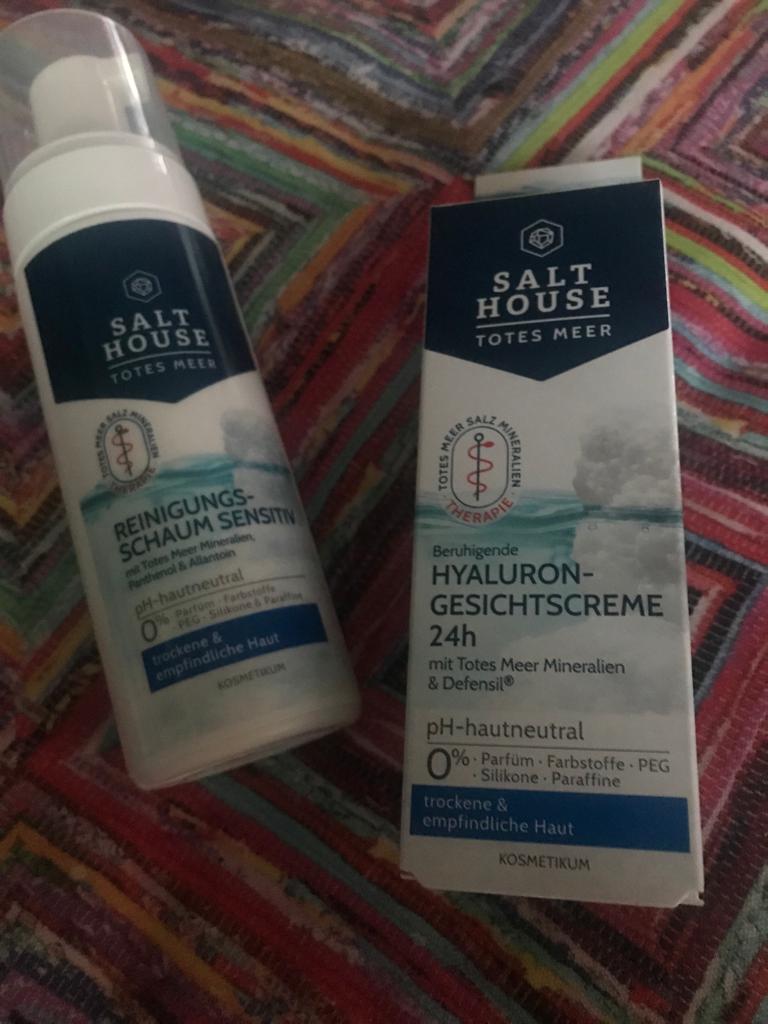 SALT
HOUSE
TOTES MEER
TOTES MEER SALZ MINERALIEN
THERAPIE
REINIGUNGS-
SCHAUM SENSITIV
mit Totes Meer Mineralien,
Panthenol & Allantoin
pH-hautneutral
0% · Parfüm · Farbstoffe
· PEG · Silikone & Paraffine
trockene &
empfindliche Haut
KOSMETIKUM
SALT
HOUSE
TOTES MEER
TOTES MEER SALZ MINERALIEN
· THERAPIE ·
Beruhigende
HYALURON-
GESICHTSCREME
24h
mit Totes Meer Mineralien
& Defensil®
pH-hautneutral
0% · Parfüm · Farbstoffe · PEG
· Silikone · Paraffine
trockene &
empfindliche Haut
KOSMETIKUM